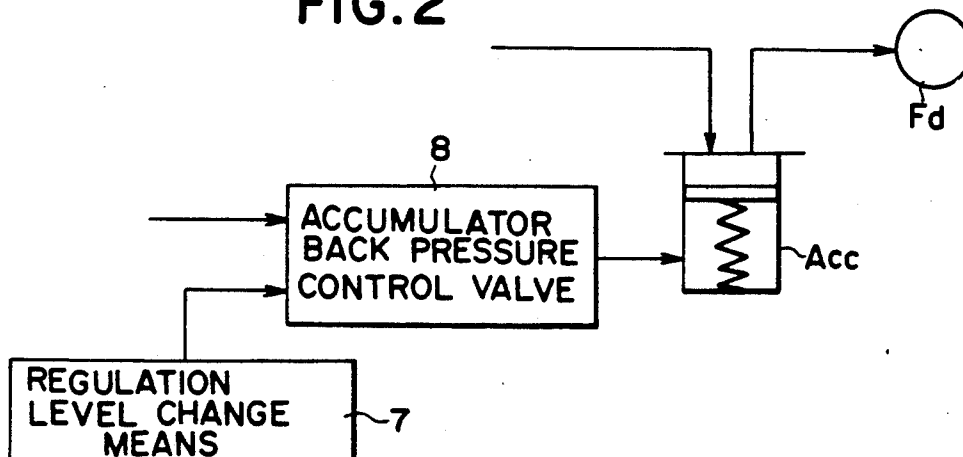 FIG.2
Fd
8
ACCUMULATOR
BACK PRESSURE
CONTROL VALVE
Acc
REGULATION
LEVEL CHANGE
MEANS
7